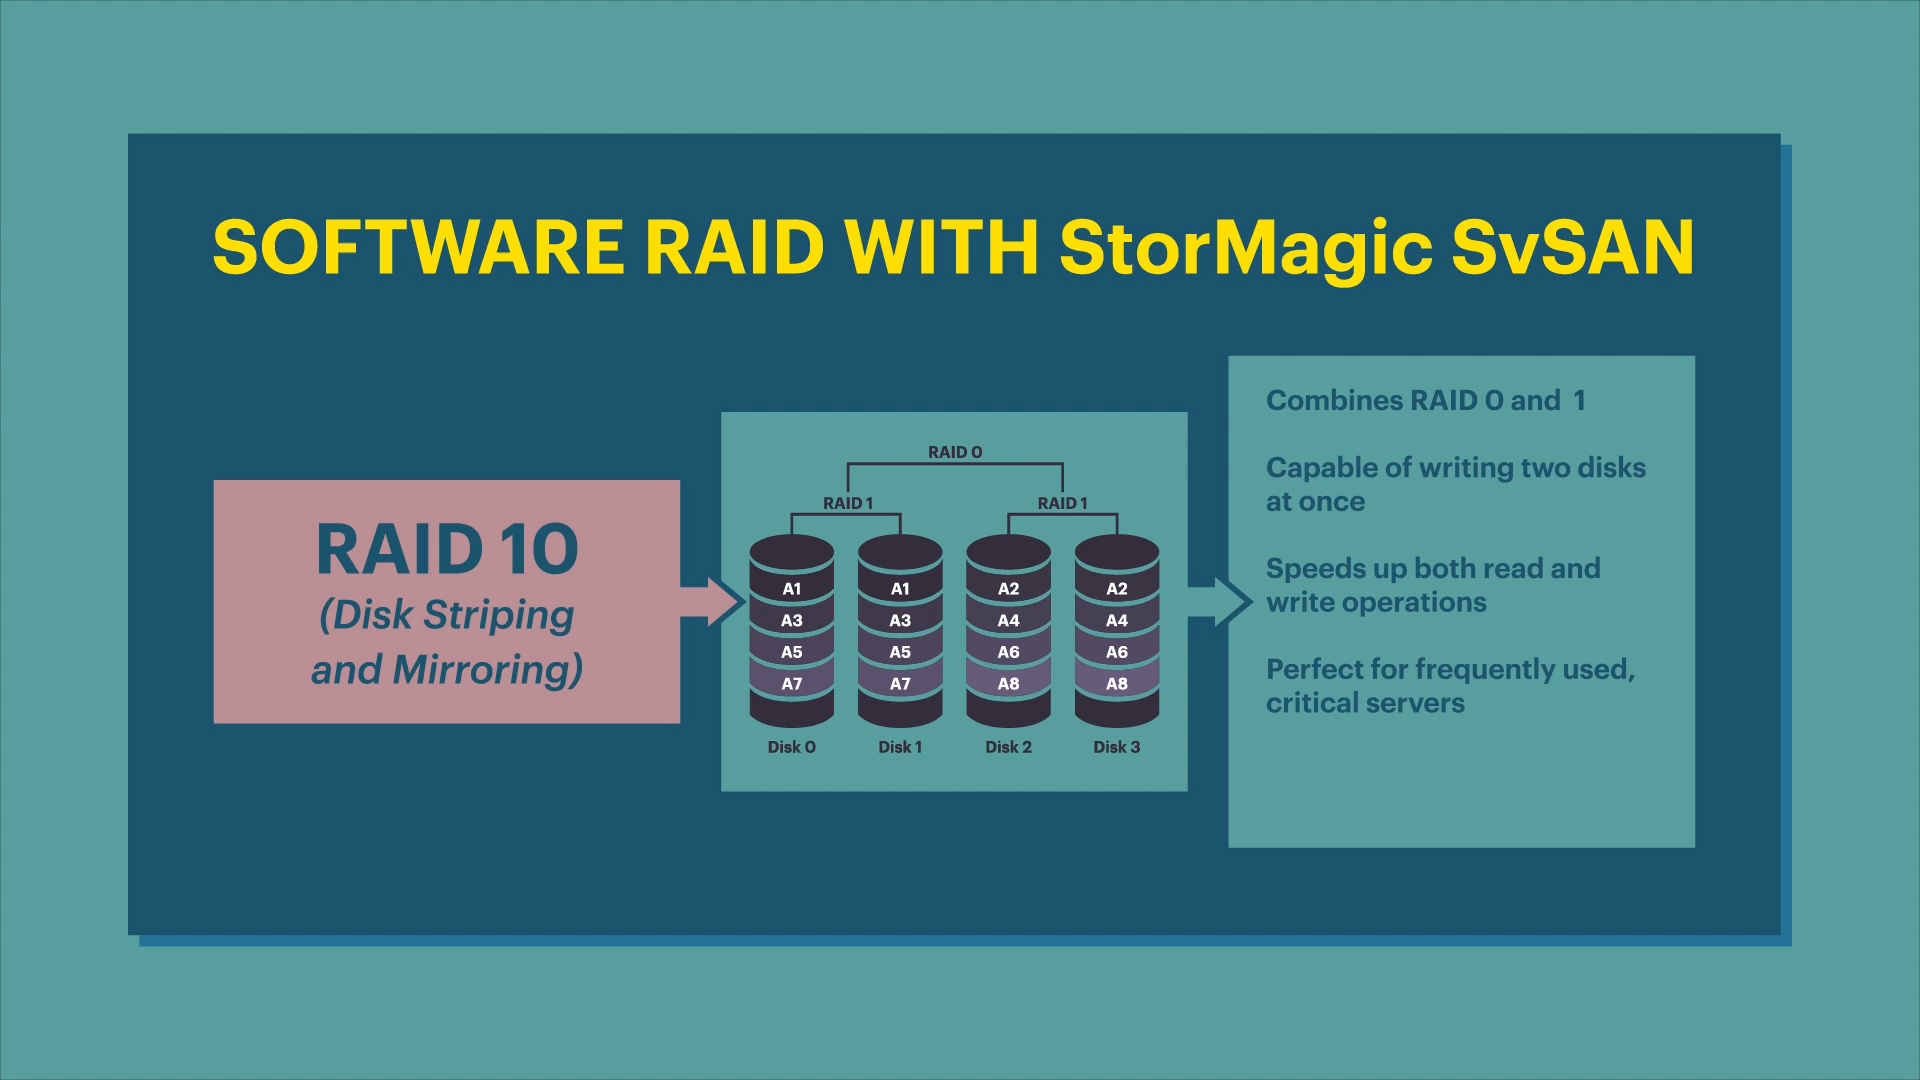 SOFTWARE RAID WITH StorMagic SvSAN
RAID 10
(Disk Striping
and Mirroring)
RAID 0
RAID 1 RAID 1
A1 A1 A2 A2
A3 A3 A4 A4
A5 A5 A6 A6
A7 A7 A8 A8
Disk 0 Disk 1 Disk 2 Disk 3
Combines RAID 0 and 1
Capable of writing two disks
at once
Speeds up both read and
write operations
Perfect for frequently used,
critical servers